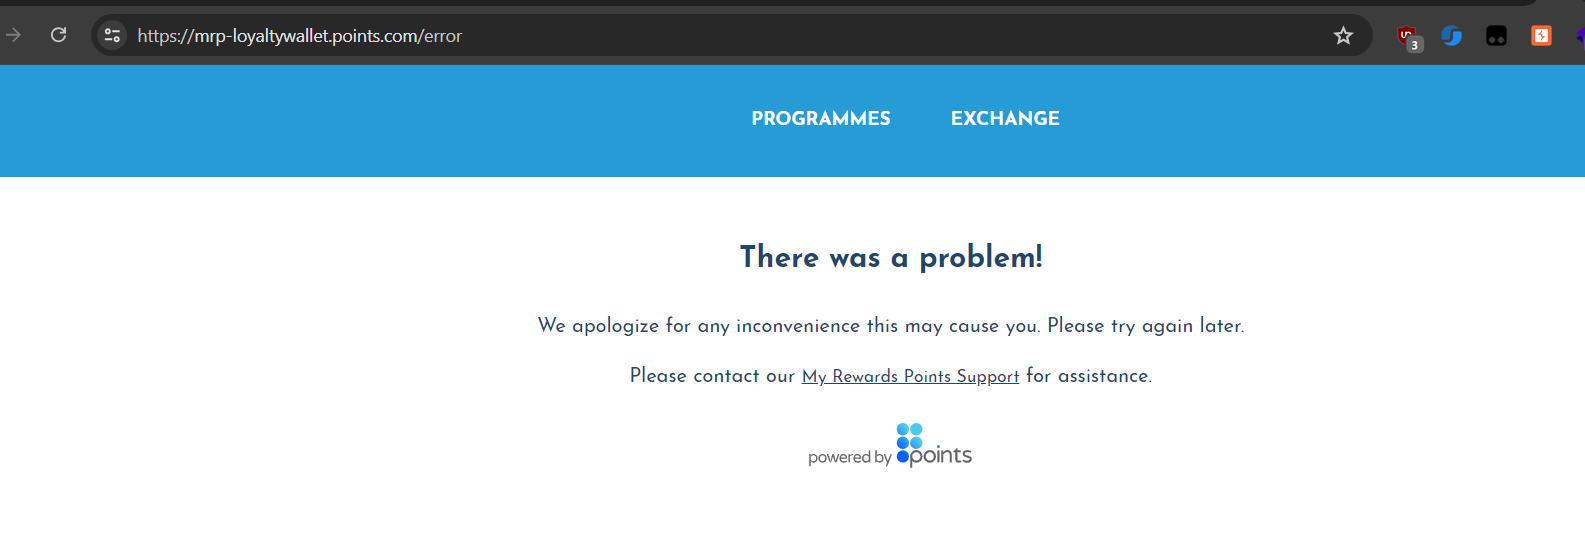 https://mrp-loyaltywallet.points.com/error
3
PROGRAMMES EXCHANGE
There was a problem!
We apologize for any inconvenience this may cause you. Please try again later.
Please contact our My Rewards Points Support for assistance.
powered by points